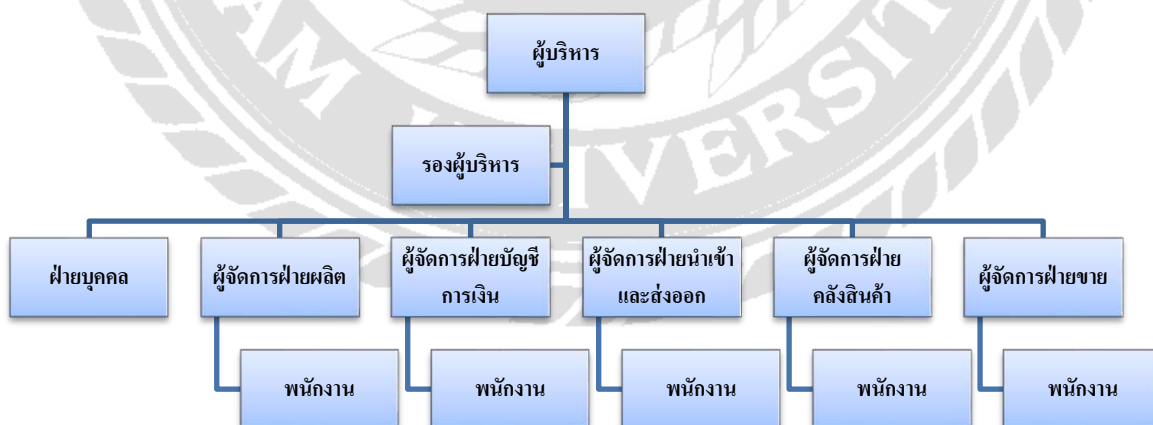 ผู้บริหาร
รองผู้บริหาร
ฝ่ายบุคคล
ผู้จัดการฝ่ายผลิต
ผู้จัดการฝ่ายบัญชี
การเงิน
ผู้จัดการฝ่ายนำเข้า
และส่งออก
ผู้จัดการฝ่าย
คลังสินค้า
ผู้จัดการฝ่ายขาย
พนักงาน
พนักงาน
พนักงาน
พนักงาน
พนักงาน
AM UNIVERSIT